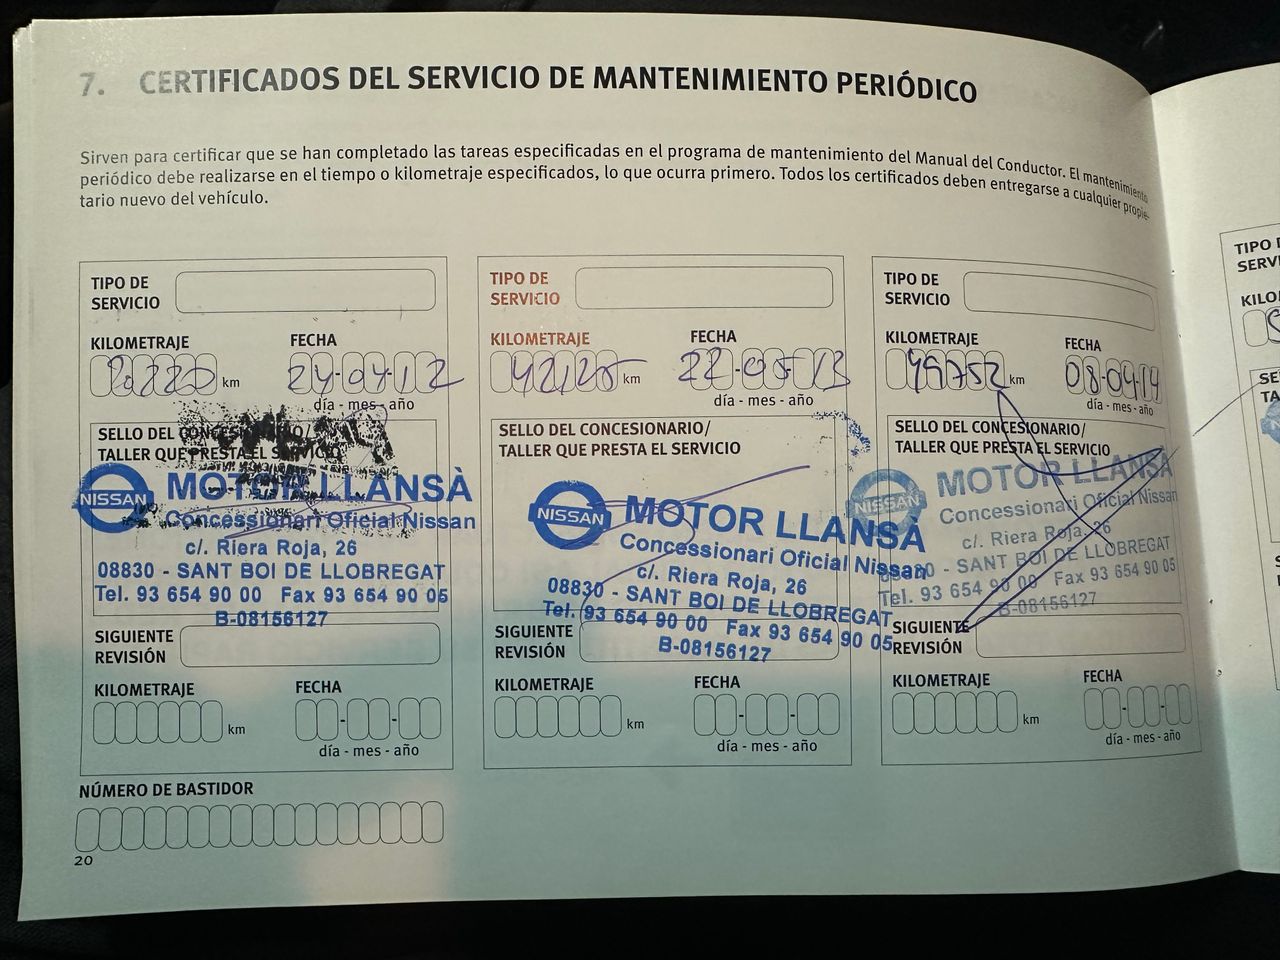 7. CERTIFICADOS DEL SERVICIO DE MANTENIMIENTO PERIÓDICO
Sirven para certificar que se han completado las tareas especificadas en el programa de mantenimiento del Manual del Conductor. El mantenimiento
periódico debe realizarse en el tiempo o kilometraje especificados, lo que ocurra primero. Todos los certificados deben entregarse a cualquier propie-
tario nuevo del vehículo.
TIPO DE
SERVICIO
KILOMETRAJE FECHA
km 24-04-12
día - mes - año
SELLO DEL CONCESIONARIO/
TALLER QUE PRESTA EL SERVICIO
NISSAN MOTOR LLANSÀ
Concessionari Oficial Nissan
c/. Riera Roja, 26
08830 - SANT BOI DE LLOBREGAT
Tel. 93 654 90 00 Fax 93 654 90 05
B-08156127
SIGUIENTE
REVISIÓN
KILOMETRAJE FECHA
km
día - mes - año
NÚMERO DE BASTIDOR
20
TIPO DE
SERVICIO
KILOMETRAJE FECHA
42125 km 22-05-13
día - mes - año
SELLO DEL CONCESIONARIO/
TALLER QUE PRESTA EL SERVICIO
NISSAN MOTOR LLANSÀ
Concessionari Oficial Nissan
c/. Riera Roja, 26
08830 - SANT BOI DE LLOBREGAT
Tel. 93 654 90 00 Fax 93 654 90 05
B-08156127
SIGUIENTE
REVISIÓN
KILOMETRAJE FECHA
km
día - mes - año
TIPO DE
SERVICIO
KILOMETRAJE FECHA
49752 km 08-04-14
día - mes - año
SELLO DEL CONCESIONARIO/
TALLER QUE PRESTA EL SERVICIO
NISSAN MOTOR LLANSÀ
Concessionari Oficial Nissan
c/. Riera Roja, 26
08830 - SANT BOI DE LLOBREGAT
Tel. 93 654 90 00 Fax 93 654 90 05
B-08156127
SIGUIENTE
REVISIÓN
KILOMETRAJE FECHA
km
día - mes - año
TIPO